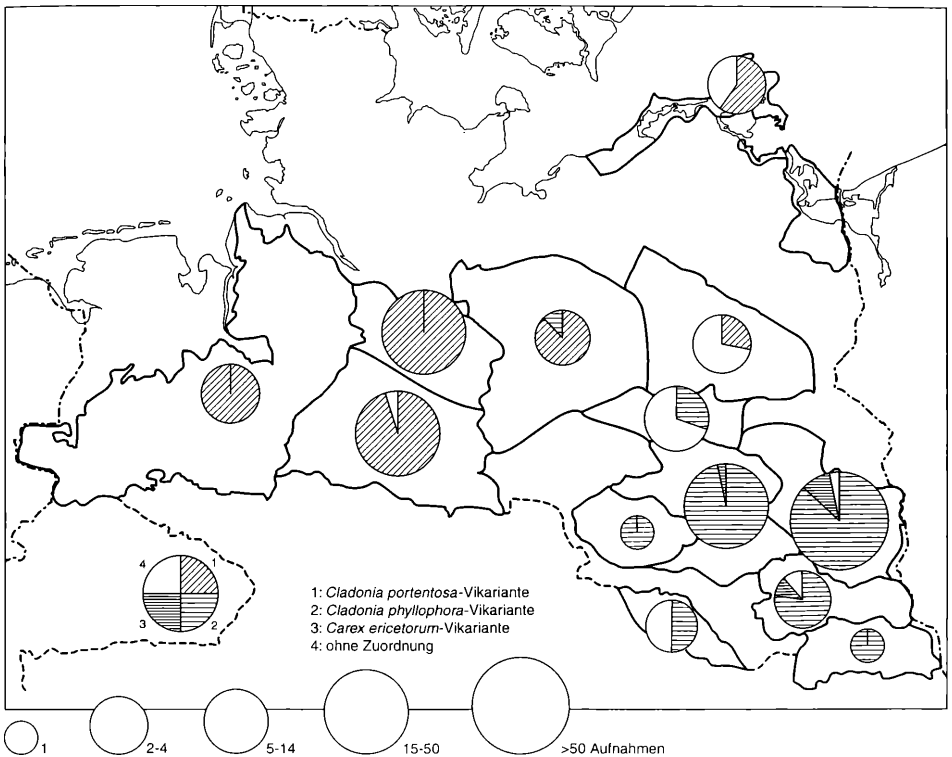 4 1
3 2
1: Cladonia portentosa-Vikariante
2: Cladonia phyllophora-Vikariante
3: Carex ericetorum-Vikariante
4: ohne Zuordnung
1 2-4 5-14 15-50 >50 Aufnahmen